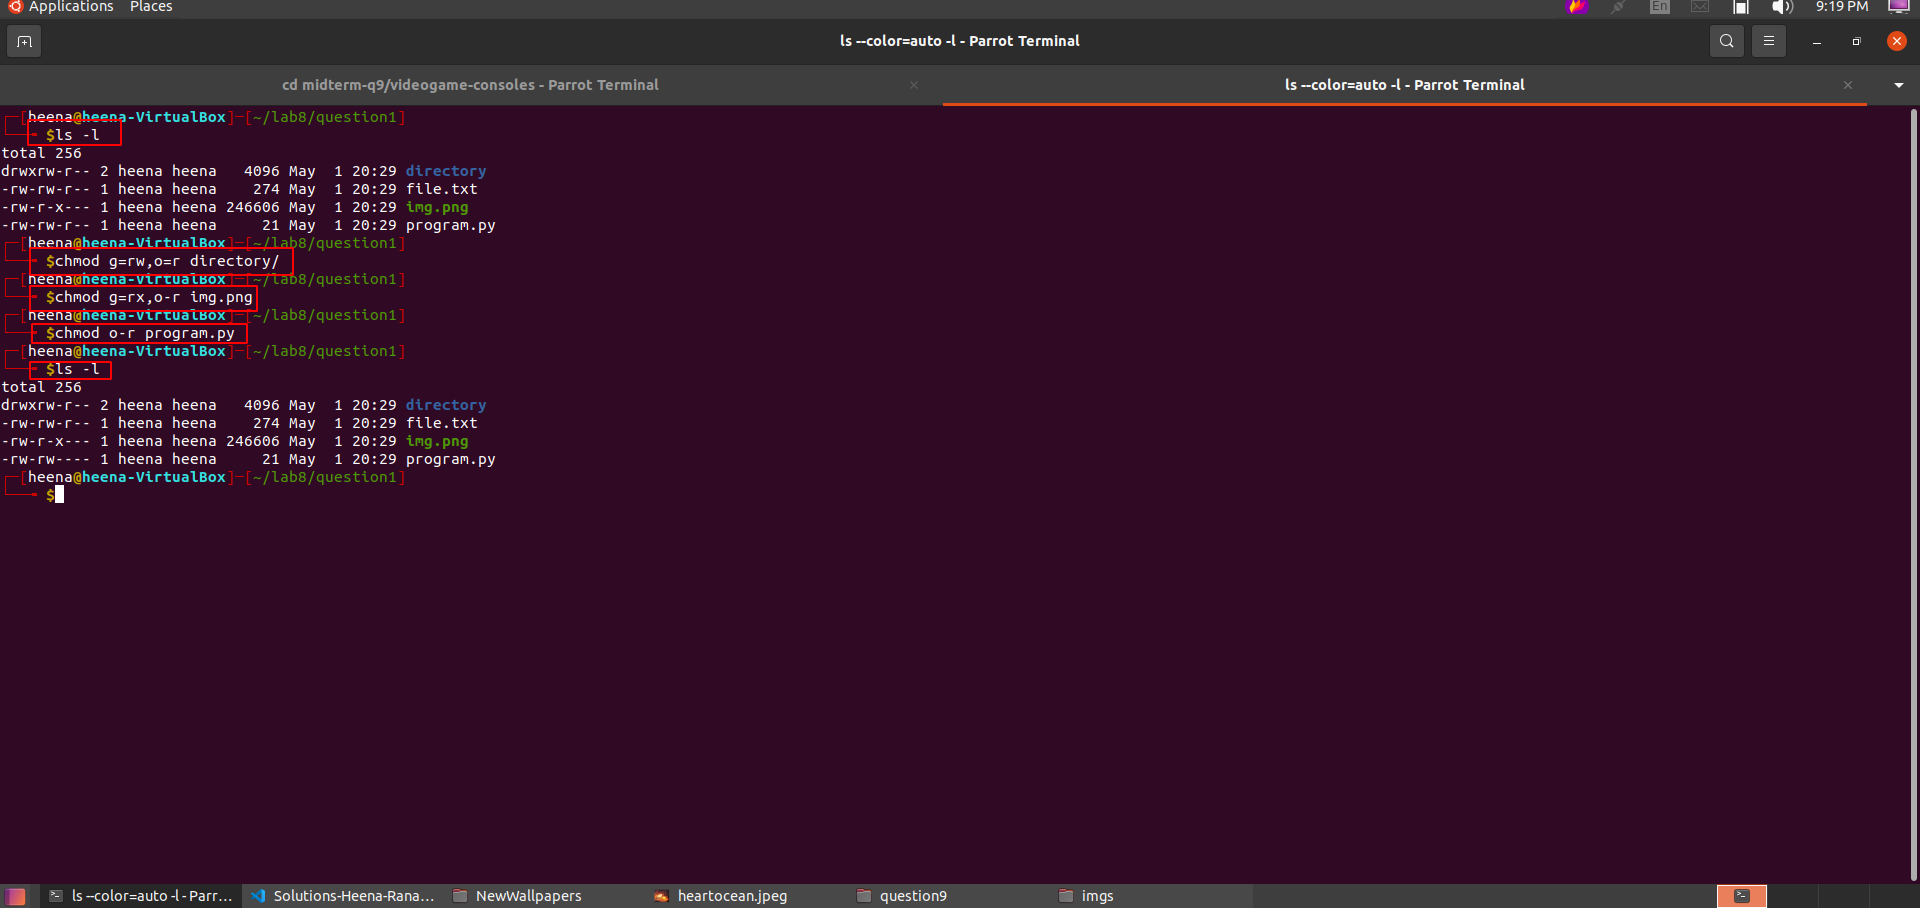 Applications Places En 9:19 PM
ls --color=auto -l - Parrot Terminal
cd midterm-q9/videogame-consoles - Parrot Terminal ls --color=auto -l - Parrot Terminal
[heena@heena-VirtualBox]─[~/lab8/question1]
$ls -l
total 256
drwxrw-r-- 2 heena heena   4096 May  1 20:29 directory
-rw-rw-r-- 1 heena heena    274 May  1 20:29 file.txt
-rw-r-x--- 1 heena heena 246606 May  1 20:29 img.png
-rw-rw-r-- 1 heena heena     21 May  1 20:29 program.py
[heena@heena-VirtualBox]─[~/lab8/question1]
$chmod g=rw,o=r directory/
[heena@heena-VirtualBox]─[~/lab8/question1]
$chmod g=rx,o-r img.png
[heena@heena-VirtualBox]─[~/lab8/question1]
$chmod o-r program.py
[heena@heena-VirtualBox]─[~/lab8/question1]
$ls -l
total 256
drwxrw-r-- 2 heena heena   4096 May  1 20:29 directory
-rw-rw-r-- 1 heena heena    274 May  1 20:29 file.txt
-rw-r-x--- 1 heena heena 246606 May  1 20:29 img.png
-rw-rw---- 1 heena heena     21 May  1 20:29 program.py
[heena@heena-VirtualBox]─[~/lab8/question1]
$
ls --color=auto -l - Parr... Solutions-Heena-Rana... NewWallpapers heartocean.jpeg question9 imgs